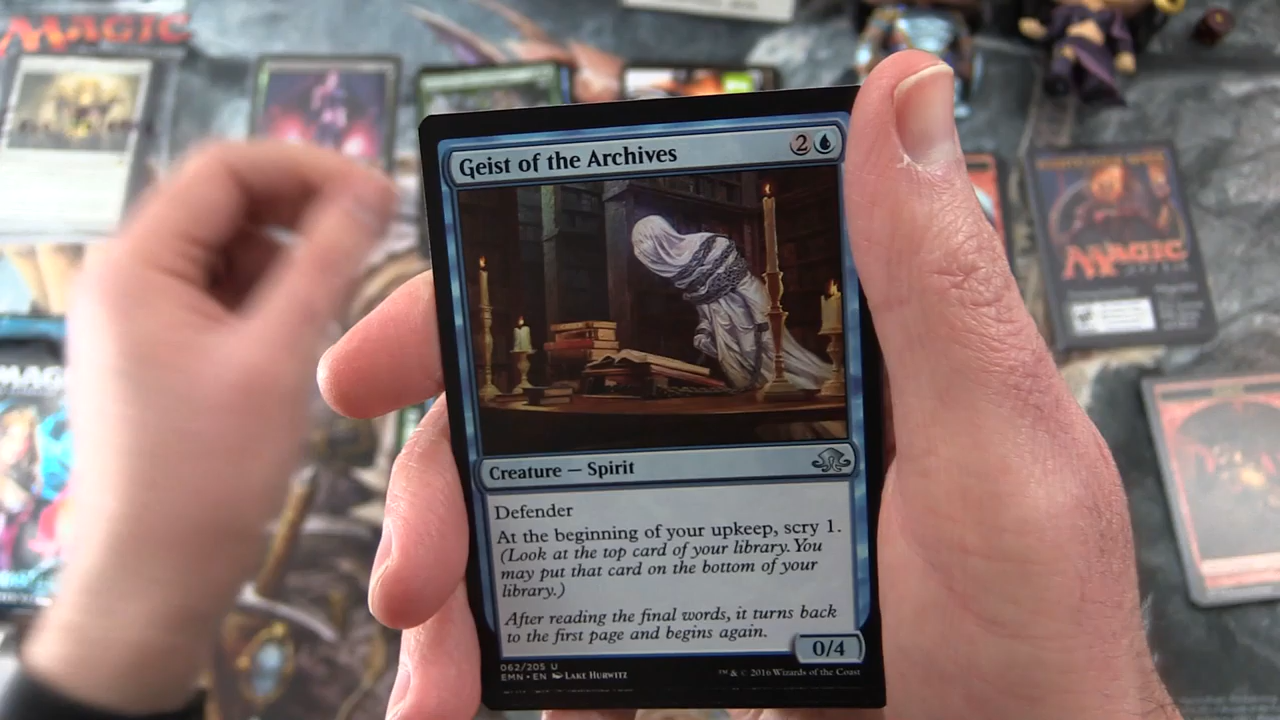 MAGIC
Geist of the Archives 2
Creature — Spirit
Defender
At the beginning of your upkeep, scry 1.
(Look at the top card of your library. You
may put that card on the bottom of your
library.)
After reading the final words, it turns back
to the first page and begins again.
0/4
062/205 U
EMN • EN LAKE HURWITZ
™ & © 2016 Wizards of the Coast
MAGIC